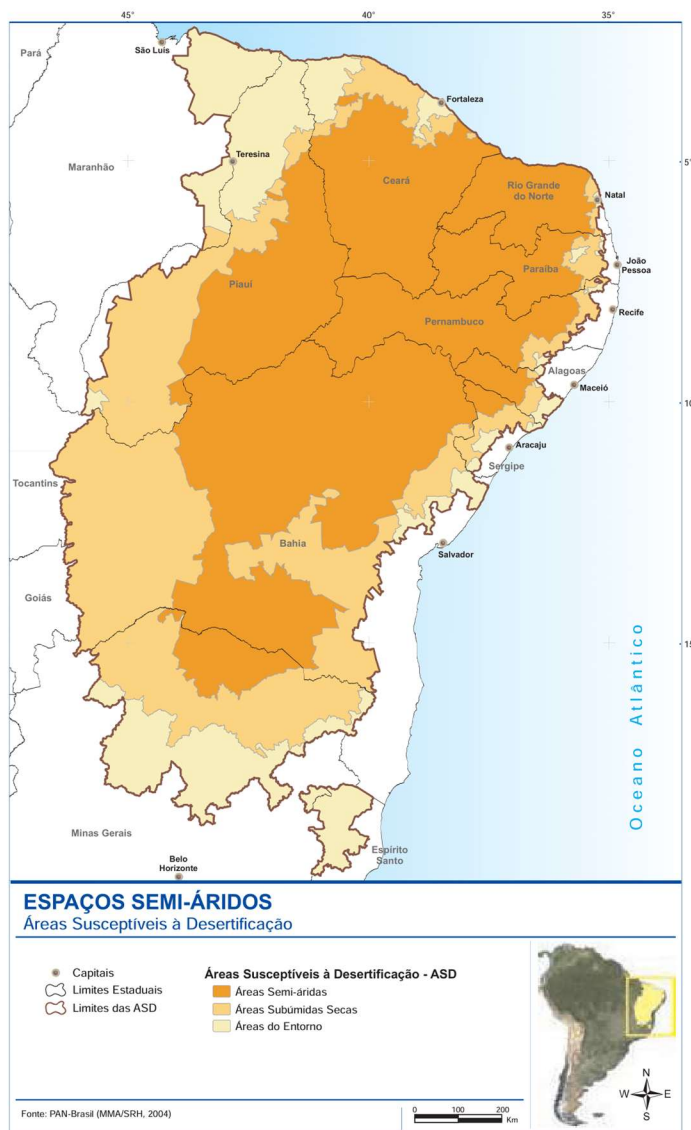 45°
40°
35°
Pará
São Luís
Fortaleza
Teresina
5°
Maranhão
Ceará
Rio Grande
do Norte
Natal
João
Pessoa
Paraíba
Piauí
Recife
Pernambuco
Alagoas
Maceió
10
Aracaju
Sergipe
Tocantins
Bahia
Salvador
Goiás
15
Oceano Atlântico
Minas Gerais
Espírito
Santo
Belo
Horizonte
ESPAÇOS SEMI-ÁRIDOS
Áreas Susceptíveis à Desertificação
Capitais
Limites Estaduais
Limites das ASD
Áreas Susceptíveis à Desertificação - ASD
Áreas Semi-áridas
Áreas Subúmidas Secas
Áreas do Entorno
N
W
E
S
Fonte: PAN-Brasil (MMA/SRH, 2004)
0 100 200
Km